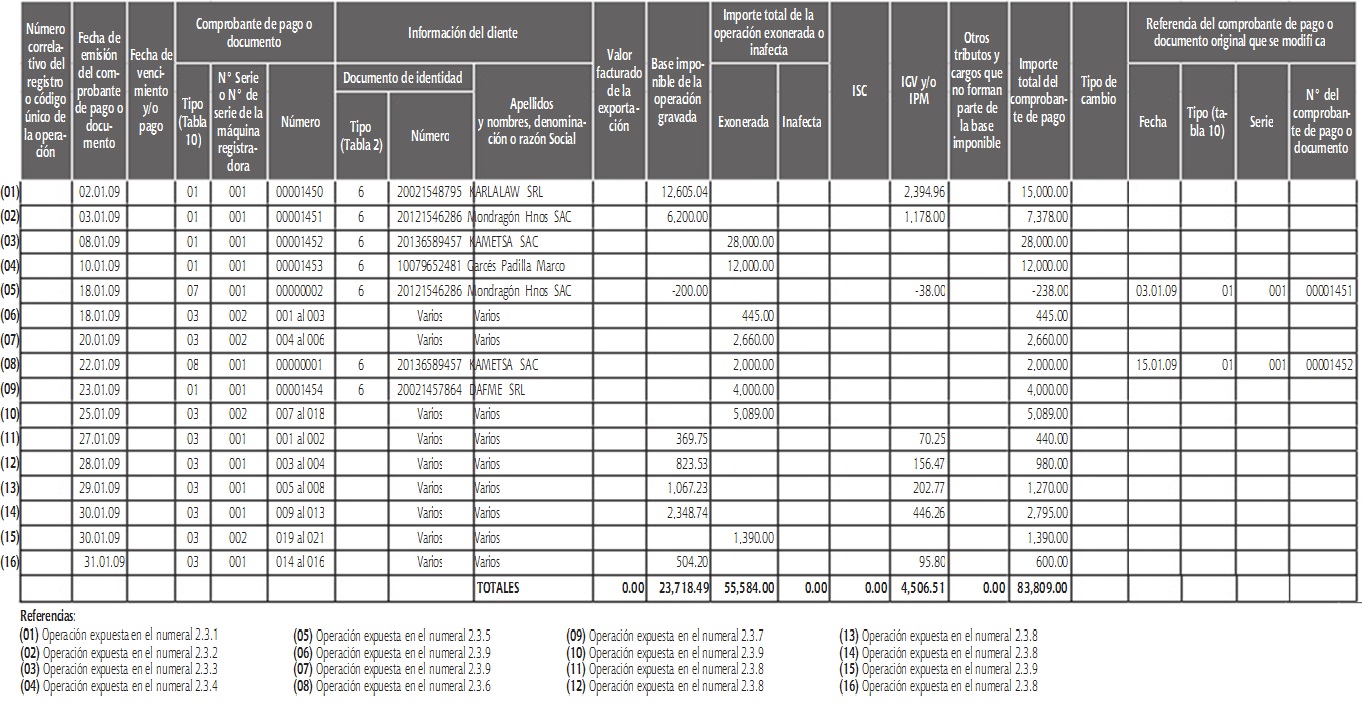 Número correla- tivo del registro o código único de la opera- ción
Fecha de emisión del com- probante de pago o docu- mento
Fecha de venci- miento y/o pago
Comprobante de pago o documento
Tipo (Tabla 10)
N° Serie o N° de serie de la máquina registra- dora
Número
Información del cliente
Documento de identidad
Tipo (Tabla 2)
Número
Apellidos y nombres, denomina- ción o razón Social
Valor facturado de la exporta- ción
Base impo- nible de la operación gravada
Importe total de la operación exonerada o inafecta
Exonerada
Inafecta
ISC
IGV y/o IPM
Otros tributos y cargos que no forman parte de la base imponible
Importe total del comproban- te de pago
Tipo de cambio
Referencia del comprobante de pago o documento original que se modifi ca
Fecha
Tipo (ta- bla 10)
Serie
N° del comproban- te de pago o documento
(01) 02.01.09 01 001 00001450 6 20021548795 KARLALAW SRL 12,605.04 2,394.96 15,000.00
(02) 03.01.09 01 001 00001451 6 20121546286 Mondragón Hnos SAC 6,200.00 1,178.00 7,378.00
(03) 08.01.09 01 001 00001452 6 20136589457 KAMETSA SAC 28,000.00 28,000.00
(04) 10.01.09 01 001 00001453 6 10079652481 Garcés Padilla Marco 12,000.00 12,000.00
(05) 18.01.09 07 001 00000002 6 20121546286 Mondragón Hnos SAC -200.00 -38.00 -238.00 03.01.09 01 001 00001451
(06) 18.01.09 03 002 001 al 003 Varios Varios 445.00 445.00
(07) 20.01.09 03 002 004 al 006 Varios Varios 2,660.00 2,660.00
(08) 22.01.09 08 001 00000001 6 20136589457 KAMETSA SAC 2,000.00 2,000.00 15.01.09 01 001 00001452
(09) 23.01.09 01 001 00001454 6 20021457864 DAFME SRL 4,000.00 4,000.00
(10) 25.01.09 03 002 007 al 018 Varios Varios 5,089.00 5,089.00
(11) 27.01.09 03 001 001 al 002 Varios Varios 369.75 70.25 440.00
(12) 28.01.09 03 001 003 al 004 Varios Varios 823.53 156.47 980.00
(13) 29.01.09 03 001 005 al 008 Varios Varios 1,067.23 202.77 1,270.00
(14) 30.01.09 03 001 009 al 013 Varios Varios 2,348.74 446.26 2,795.00
(15) 30.01.09 03 002 019 al 021 Varios Varios 1,390.00 1,390.00
(16) 31.01.09 03 001 014 al 016 Varios Varios 504.20 95.80 600.00
TOTALES 0.00 23,718.49 55,584.00 0.00 0.00 4,506.51 0.00 83,809.00
Referencias:
(01) Operación expuesta en el numeral 2.3.1
(02) Operación expuesta en el numeral 2.3.2
(03) Operación expuesta en el numeral 2.3.3
(04) Operación expuesta en el numeral 2.3.4
(05) Operación expuesta en el numeral 2.3.5
(06) Operación expuesta en el numeral 2.3.9
(07) Operación expuesta en el numeral 2.3.9
(08) Operación expuesta en el numeral 2.3.6
(09) Operación expuesta en el numeral 2.3.7
(10) Operación expuesta en el numeral 2.3.9
(11) Operación expuesta en el numeral 2.3.8
(12) Operación expuesta en el numeral 2.3.8
(13) Operación expuesta en el numeral 2.3.8
(14) Operación expuesta en el numeral 2.3.8
(15) Operación expuesta en el numeral 2.3.9
(16) Operación expuesta en el numeral 2.3.8